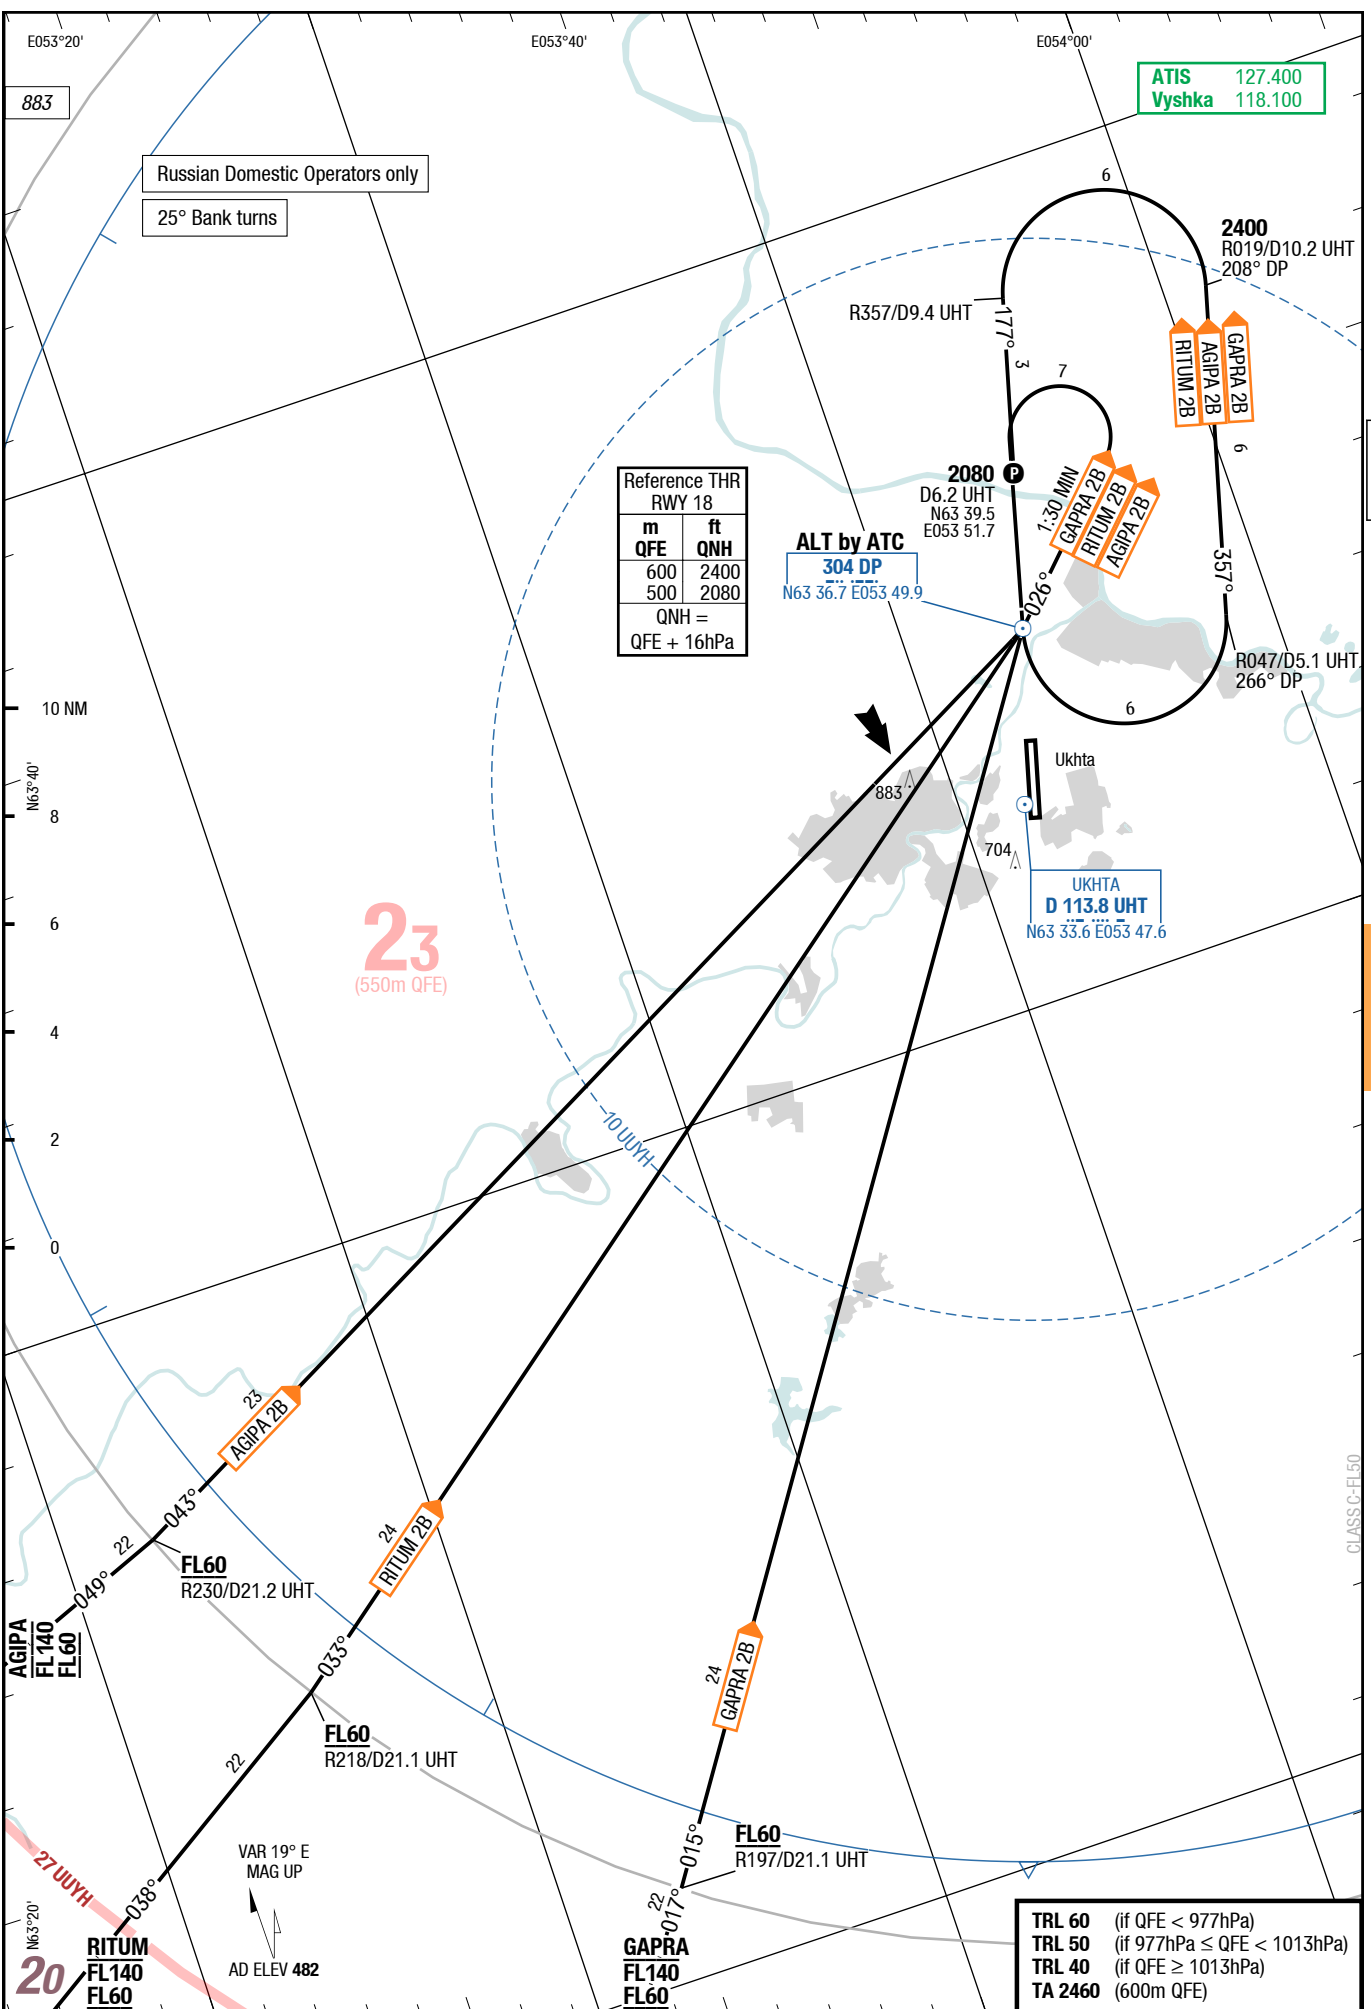 E053°20'
E053°40'
E054°00'
ATIS 127.400
Vyshka 118.100
883
Russian Domestic Operators only
25° Bank turns
6
2400
R019/D10.2 UHT
208° DP
R357/D9.4 UHT
177°
3
7
RITUM 2B
AGIPA 2B
GAPRA 2B
6
2080 P
D6.2 UHT
N63 39.5
E053 51.7
1:30 MIN
GAPRA 2B
RITUM 2B
AGIPA 2B
Reference THR
RWY 18
m ft
QFE QNH
600 2400
500 2080
QNH =
QFE + 16hPa
ALT by ATC
304 DP
N63 36.7 E053 49.9
026°
357°
R047/D5.1 UHT
266° DP
6
10 NM
N63°40'
8
6
4
2
0
Ukhta
883
704
UKHTA
D 113.8 UHT
N63 33.6 E053 47.6
23
(550m QFE)
10 UUYH
23
AGIPA 2B
043°
22
049°
FL60
R230/D21.2 UHT
AGIPA
FL140
FL60
24
RITUM 2B
033°
FL60
R218/D21.1 UHT
22
038°
24
GAPRA 2B
015°
FL60
R197/D21.1 UHT
22
017°
CLASS C-FL50
27 UUYH
VAR 19° E
MAG UP
AD ELEV 482
N63°20'
20
RITUM
FL140
FL60
GAPRA
FL140
FL60
TRL 60 (if QFE < 977hPa)
TRL 50 (if 977hPa ≤ QFE < 1013hPa)
TRL 40 (if QFE ≥ 1013hPa)
TA 2460 (600m QFE)